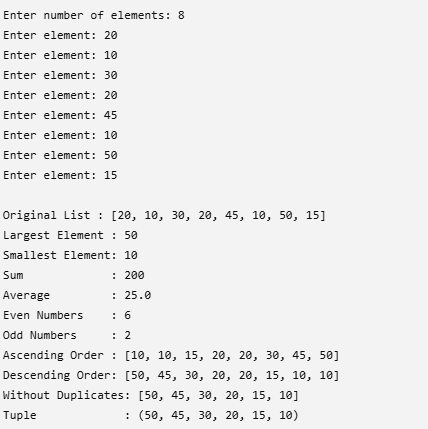 Enter number of elements: 8
Enter element: 20
Enter element: 10
Enter element: 30
Enter element: 20
Enter element: 45
Enter element: 10
Enter element: 50
Enter element: 15
Original List : [20, 10, 30, 20, 45, 10, 50, 15]
Largest Element : 50
Smallest Element: 10
Sum             : 200
Average         : 25.0
Even Numbers    : 6
Odd Numbers     : 2
Ascending Order : [10, 10, 15, 20, 20, 30, 45, 50]
Descending Order: [50, 45, 30, 20, 20, 15, 10, 10]
Without Duplicates: [50, 45, 30, 20, 15, 10]
Tuple             : (50, 45, 30, 20, 15, 10)